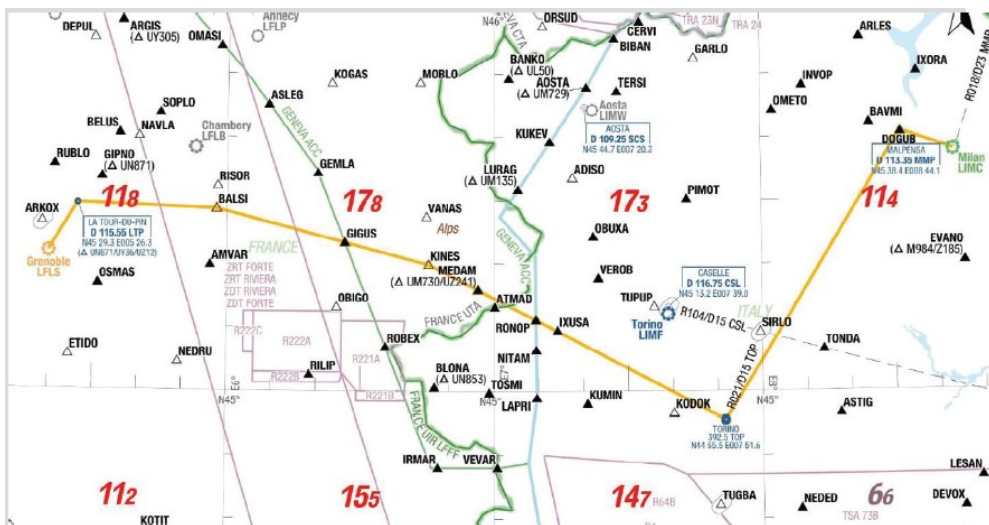 Annecy
LFLP
ARGIS
(△ UY305)
DEPUL
OMASI
N46°
ORSUD
CERVI
BIBAN
TRA 23N
TRA 24
GARLO
ARLES
IXORA
R018/D23 MMP
GENEVA CTA
BANKO
(△ UL50)
AOSTA
(△ UM729)
TERSI
INVOP
KOGAS
MOBLO
ASLEG
SOPLO
BELUS
NAVLA
Chambery
LFLB
GENEVA ACC
KUKEV
Aosta
LIMW
AOSTA
D 109.25 SCS
N45 44.7 E007 20.3
OMETO
BAVMI
DOGUB
MALPENSA
D 113.35 MMP
N45 38.4 E008 44.1
Milan
LIMC
RUBLO
GIPNO
(△ UN871)
GEMLA
LURAG
(△ UM135)
ADISO
RISOR
118
BALSI
178
173
PIMOT
114
ARKOX
LA TOUR-DU-PIN
D 115.55 LTP
N45 29.3 E005 26.3
(△ UN871/UY36/UZ12)
Grenoble
LFLS
VANAS
Alps
GIGUS
OBUXA
EVANO
(△ M984/Z185)
FRANCE
AMVAR
OSMAS
ZRT FORTE
ZRT RIVIERA
ZDT RIVIERA
ZDT FORTE
KINES
MEDAM
(△ UM730/UZ241)
GENEVA ACC
VEROB
CASELLE
D 116.75 CSL
N45 13.2 E007 39.0
OBIGO
ATMAD
TUPUP
Torino
LIMF
R104/D15 CSL
ITALY
SIRLO
R222C
R222A
FRANCE UTA
RONOP
IXUSA
ETIDO
NEDRU
R221A
ROBEX
NITAM
TONDA
R021/D15 TOP
R222B
RILIP
BLONA
(△ UN853)
E6°
N45°
R221B
TOSMI
E7°
N45°
LAPRI
KUMIN
KODOK
E8°
N45°
ASTIG
TORINO
392.5 TOP
N44 55.5 E007 51.6
FRANCE UIR LFFF
IRMAR
VEVAR
LESAN
112
155
147
R64B
TUGBA
66
TSA 73B
NEDED
DEVOX
KOTIT